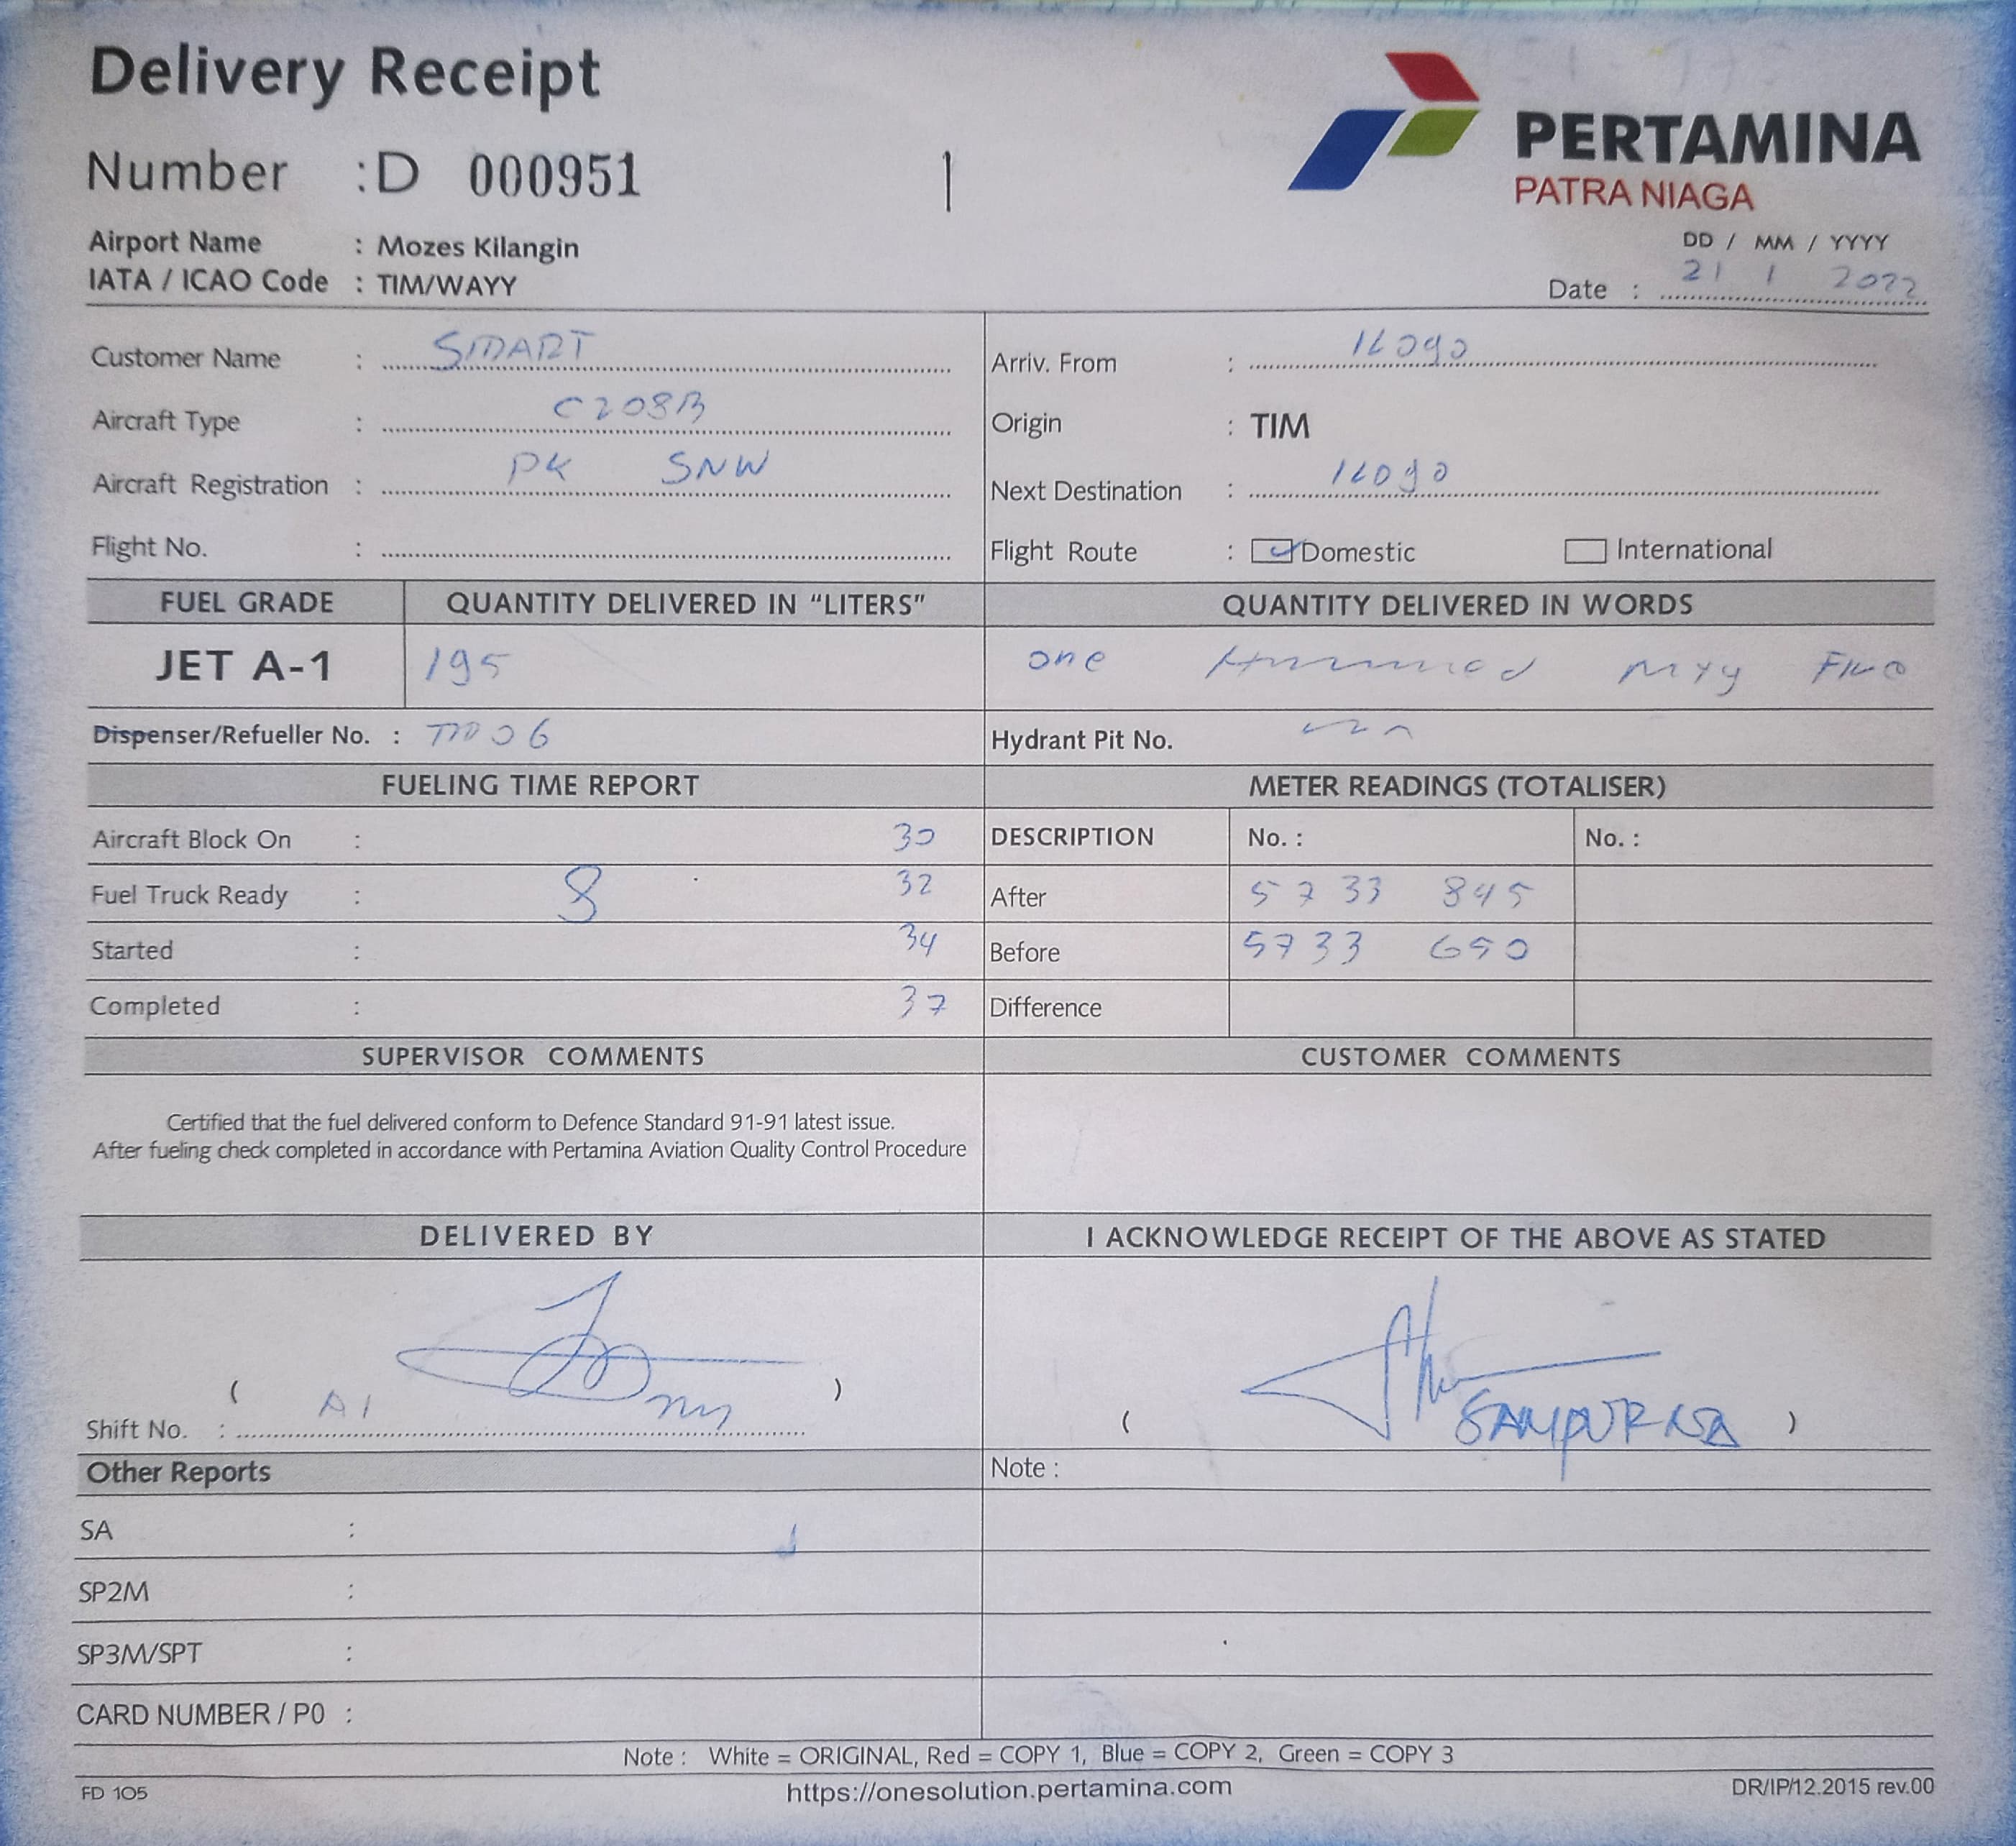 Delivery Receipt
Number : D 000951
PERTAMINA
PATRA NIAGA
Airport Name : Mozes Kilangin
IATA / ICAO Code : TIM/WAYY
DD / MM / YYYY
Date : 21 1 2022
Customer Name : SMART
Arriv. From :
Aircraft Type : C208B
Origin : TIM
Aircraft Registration : PK SNW
Next Destination :
Flight No. :
Flight Route : Domestic International
FUEL GRADE QUANTITY DELIVERED IN "LITERS" QUANTITY DELIVERED IN WORDS
JET A-1 195 one
Dispenser/Refueller No. : 06
Hydrant Pit No.
FUELING TIME REPORT METER READINGS (TOTALISER)
Aircraft Block On : 30 DESCRIPTION No. : No. :
Fuel Truck Ready : 8 32 After 5733 845
Started : 34 Before 5733 650
Completed : 37 Difference
SUPERVISOR COMMENTS CUSTOMER COMMENTS
Certified that the fuel delivered conform to Defence Standard 91-91 latest issue.
After fueling check completed in accordance with Pertamina Aviation Quality Control Procedure
DELIVERED BY I ACKNOWLEDGE RECEIPT OF THE ABOVE AS STATED
( )
Shift No. : A1
( SAMPURNA )
Other Reports Note :
SA :
SP2M :
SP3M/SPT :
CARD NUMBER / P0 :
Note : White = ORIGINAL, Red = COPY 1, Blue = COPY 2, Green = COPY 3
FD 105 https://onesolution.pertamina.com DR/IP/12.2015 rev.00